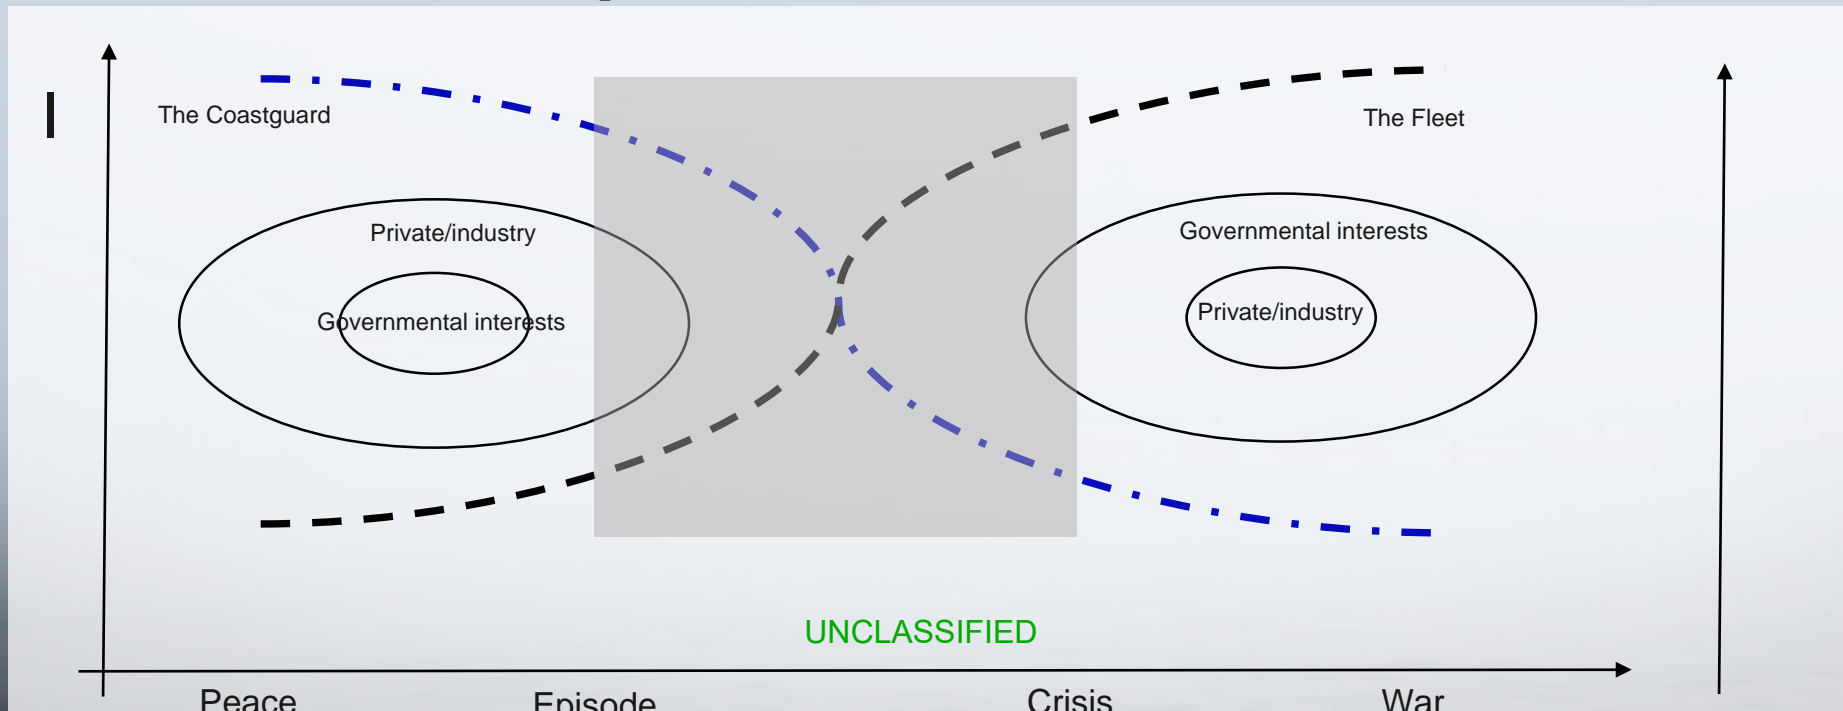 The Coastguard
The Fleet
Private/industry
Governmental interests
Governmental interests
Private/industry
UNCLASSIFIED
Peace
Episode
Crisis
War